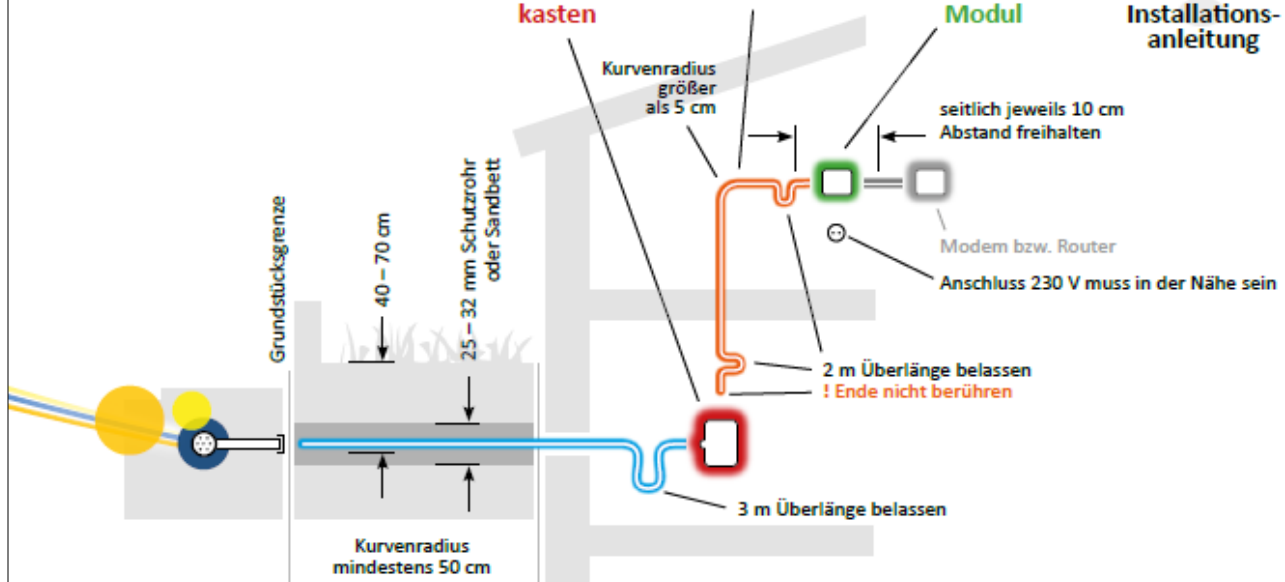 kasten
Modul
Installations-
anleitung
Kurvenradius
größer
als 5 cm
seitlich jeweils 10 cm
Abstand freihalten
Grundstücksgrenze
40 – 70 cm
25 – 32 mm Schutzrohr
oder Sandbett
Modem bzw. Router
Anschluss 230 V muss in der Nähe sein
2 m Überlänge belassen
! Ende nicht berühren
3 m Überlänge belassen
Kurvenradius
mindestens 50 cm